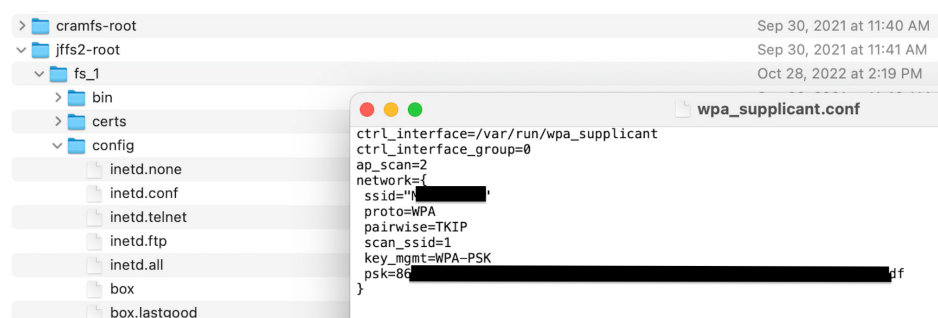 cramfs-root Sep 30, 2021 at 11:40 AM
jffs2-root Sep 30, 2021 at 11:41 AM
fs_1 Oct 28, 2022 at 2:19 PM
bin
certs
config
inetd.none
inetd.conf
inetd.telnet
inetd.ftp
inetd.all
box
box.lastgood
wpa_supplicant.conf
ctrl_interface=/var/run/wpa_supplicant
ctrl_interface_group=0
ap_scan=2
network={
ssid="
proto=WPA
pairwise=TKIP
scan_ssid=1
key_mgmt=WPA-PSK
psk=86 df
}